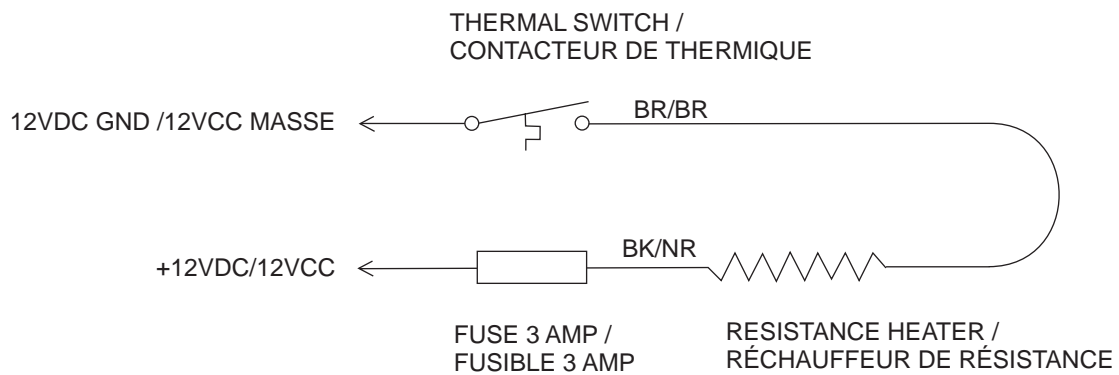 THERMAL SWITCH /
CONTACTEUR DE THERMIQUE
12VDC GND /12VCC MASSE
BR/BR
+12VDC/12VCC
BK/NR
FUSE 3 AMP /
FUSIBLE 3 AMP
RESISTANCE HEATER /
RÉCHAUFFEUR DE RÉSISTANCE